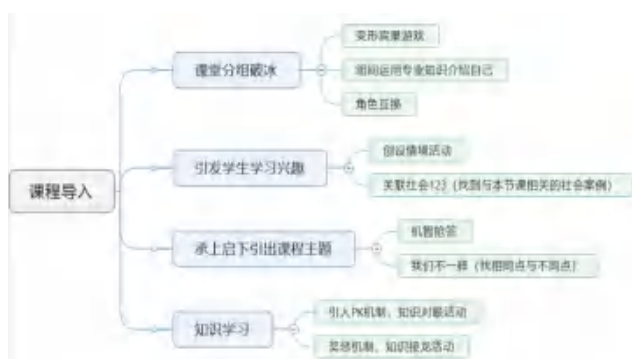 课程导入
课堂分组破冰
变形宾果游戏
组间运用专业知识介绍自己
角色互换
引发学生学习兴趣
创设情境活动
关联社会123（找到与本节课相关的社会案例）
承上启下引出课程主题
机智抢答
我们不一样（找相同点与不同点）
知识学习
引入PK机制、知识对眼活动
奖惩机制、知识接龙活动